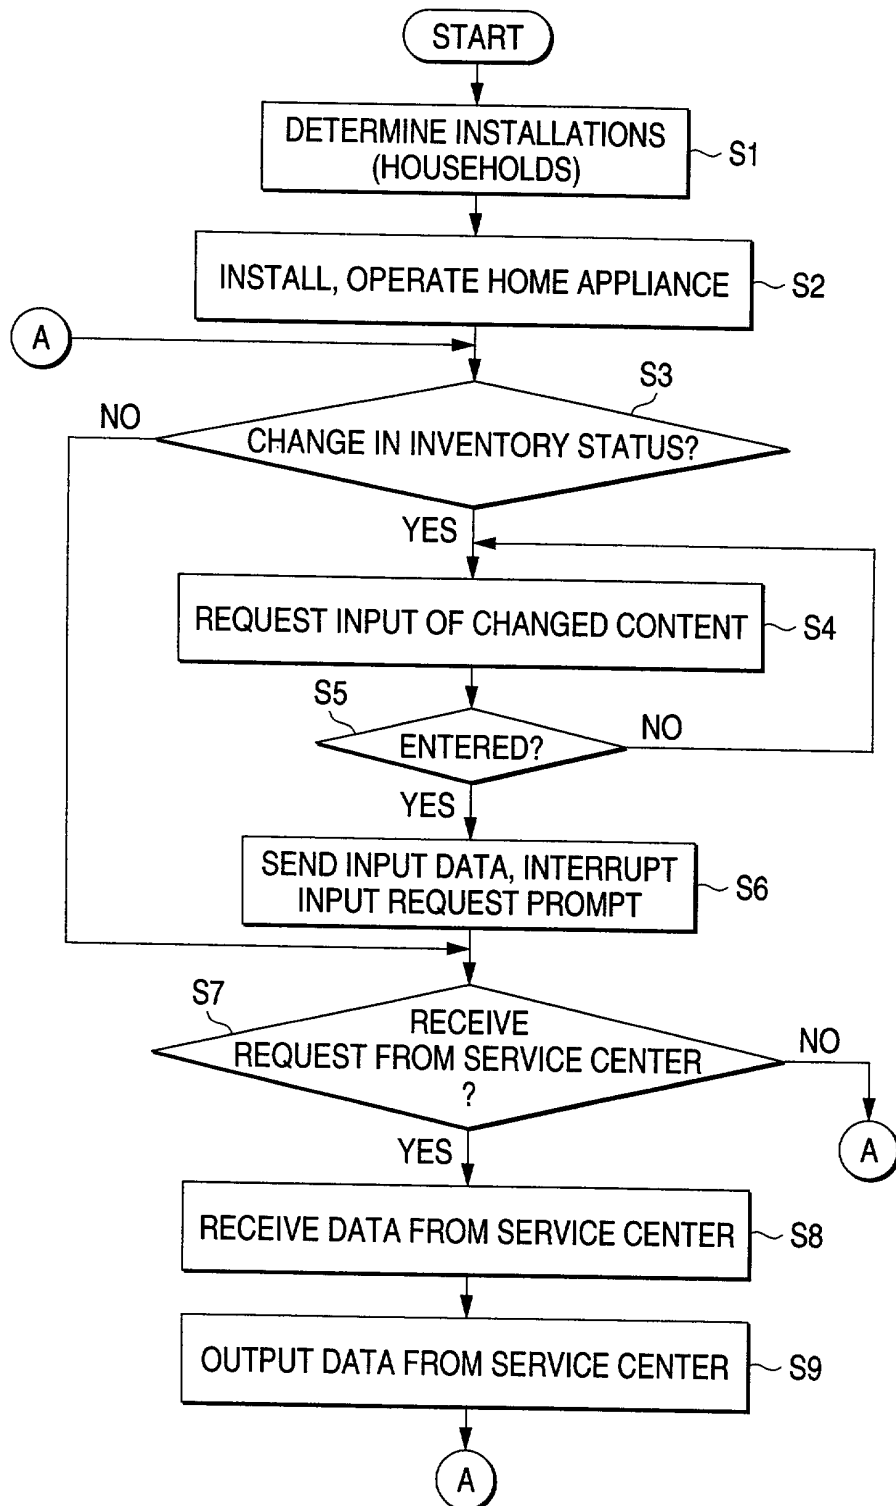 START
DETERMINE INSTALLATIONS
(HOUSEHOLDS)
S1
INSTALL, OPERATE HOME APPLIANCE
S2
A
S3
NO
CHANGE IN INVENTORY STATUS?
YES
REQUEST INPUT OF CHANGED CONTENT
S4
S5
ENTERED?
NO
YES
SEND INPUT DATA, INTERRUPT
INPUT REQUEST PROMPT
S6
S7
RECEIVE
REQUEST FROM SERVICE CENTER
?
NO
YES
A
RECEIVE DATA FROM SERVICE CENTER
S8
OUTPUT DATA FROM SERVICE CENTER
S9
A